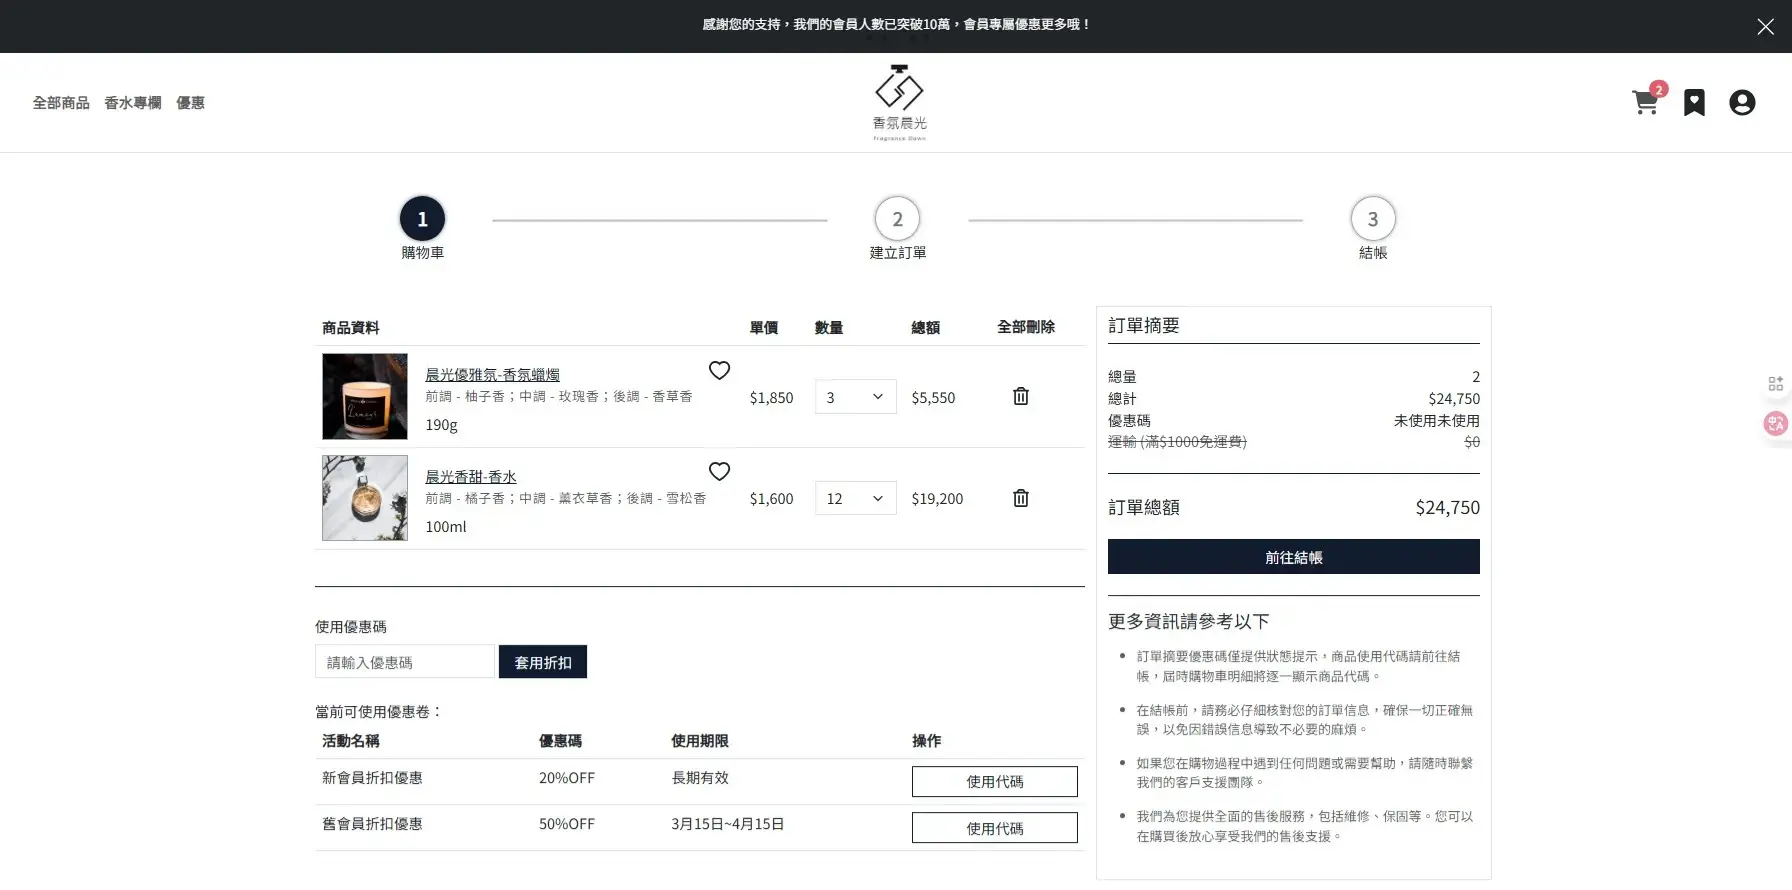 感謝您的支持，我們的會員人數已突破10萬，會員專屬優惠更多哦！
全部商品 香水專欄 優惠
香氛晨光
Fragrance Dawn
2
1
購物車
2
建立訂單
3
結帳
商品資料 單價 數量 總額 全部刪除
晨光優雅氛-香氛蠟燭
前調 - 柚子香；中調 - 玫瑰香；後調 - 香草香
190g
$1,850 3 $5,550
晨光香甜-香水
前調 - 橘子香；中調 - 薰衣草香；後調 - 雪松香
100ml
$1,600 12 $19,200
使用優惠碼
請輸入優惠碼 套用折扣
當前可使用優惠卷：
活動名稱 優惠碼 使用期限 操作
新會員折扣優惠 20%OFF 長期有效 使用代碼
舊會員折扣優惠 50%OFF 3月15日~4月15日 使用代碼
訂單摘要
總量 2
總計 $24,750
優惠碼 未使用未使用
運輸 (滿$1000免運費) $0
訂單總額 $24,750
前往結帳
更多資訊請參考以下
訂單摘要優惠碼僅提供狀態提示，商品使用代碼請前往結
帳，屆時購物車明細將逐一顯示商品代碼。
在結帳前，請務必仔細核對您的訂單信息，確保一切正確無
誤，以免因錯誤信息導致不必要的麻煩。
如果您在購物過程中遇到任何問題或需要幫助，請隨時聯繫
我們的客戶支援團隊。
我們為您提供全面的售後服務，包括維修、保固等。您可以
在購買後放心享受我們的售後支援。